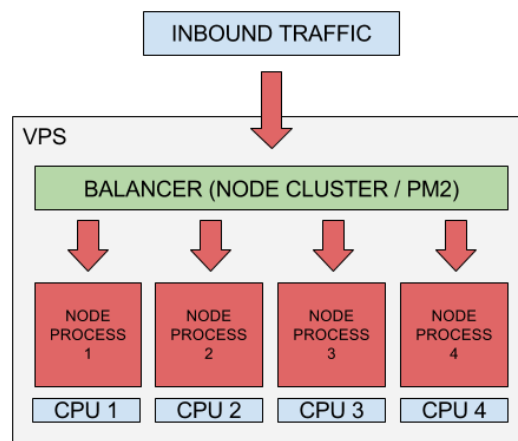 INBOUND TRAFFIC
VPS
BALANCER (NODE CLUSTER / PM2)
NODE
PROCESS
1
NODE
PROCESS
2
NODE
PROCESS
3
NODE
PROCESS
4
CPU 1
CPU 2
CPU 3
CPU 4